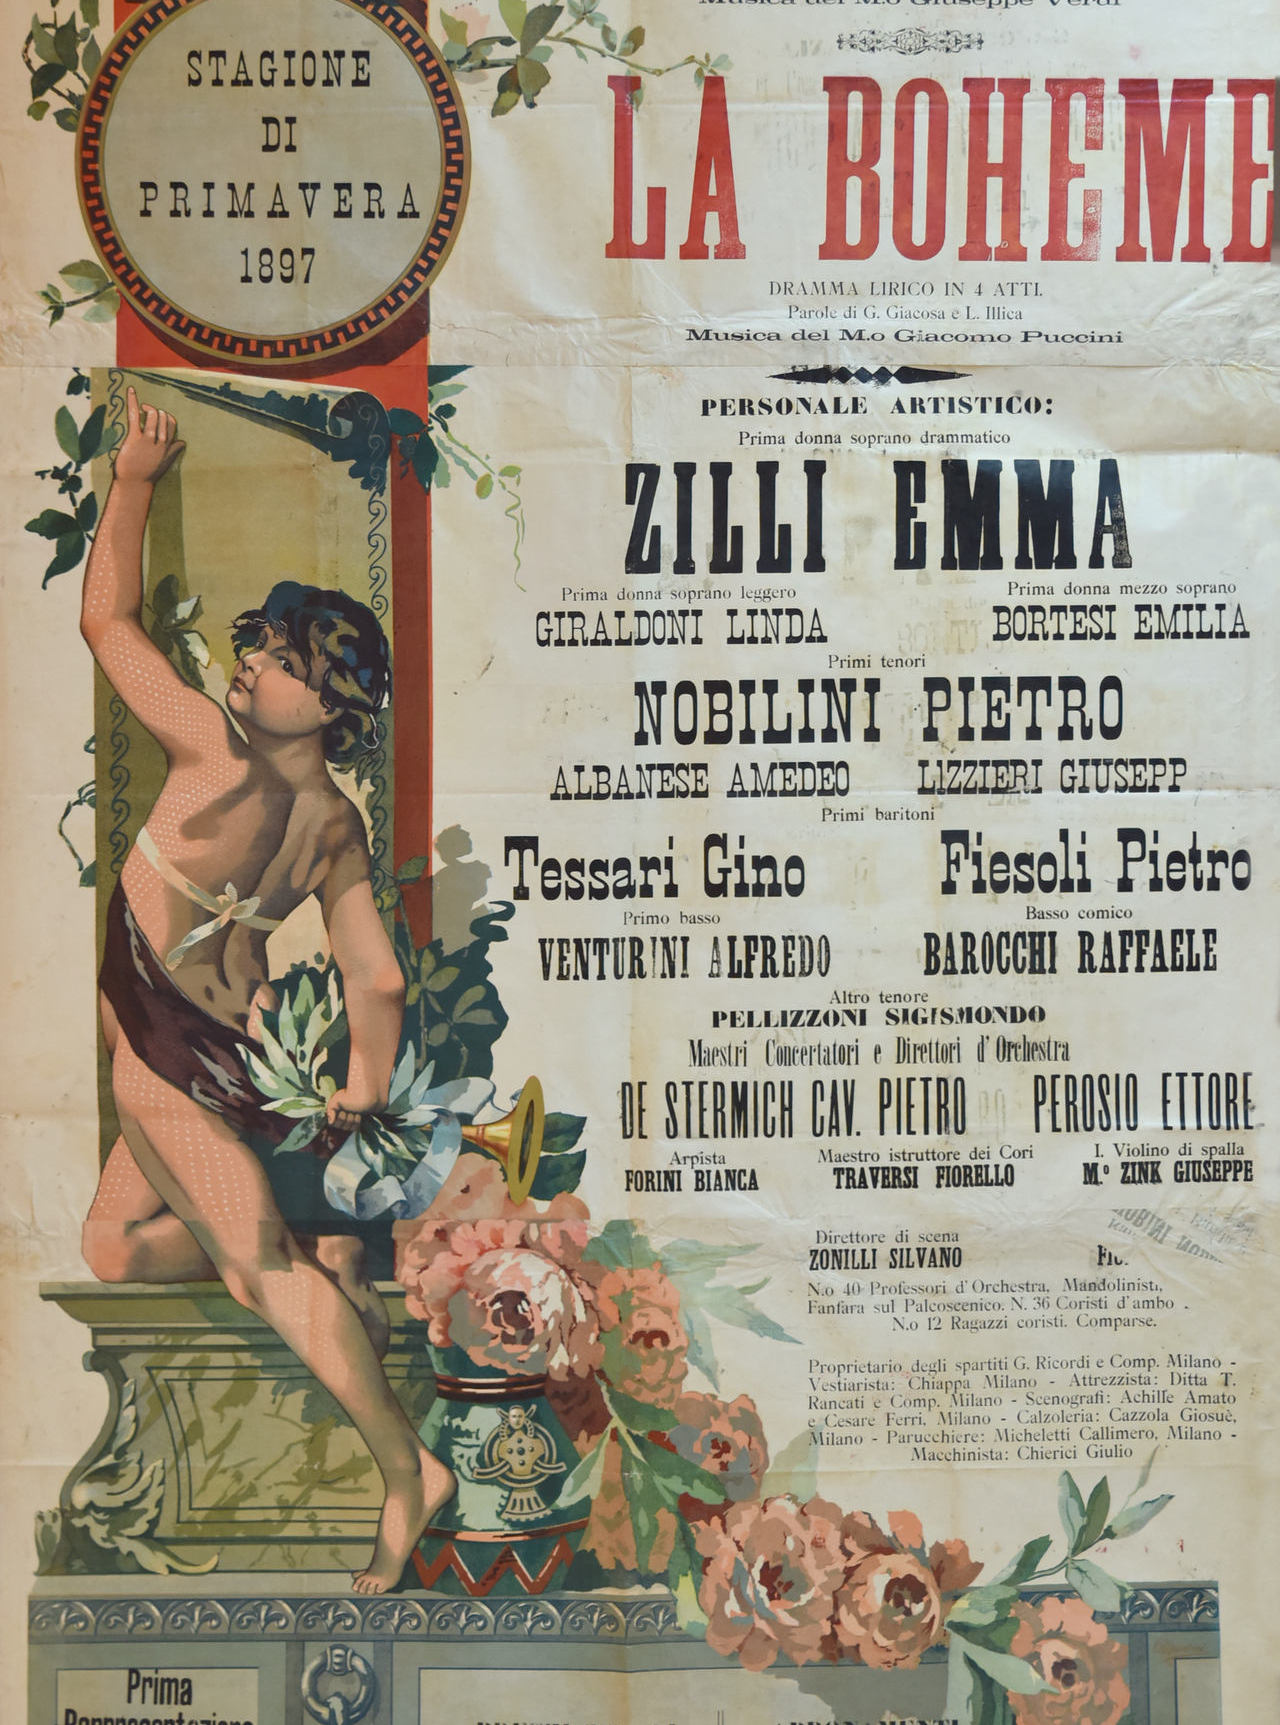 Musica del M.o Giuseppe Verdi
STAGIONE
DI
PRIMAVERA
1897
LA BOHEME
DRAMMA LIRICO IN 4 ATTI.
Parole di G. Giacosa e L. Illica
Musica del M.o Giacomo Puccini
PERSONALE ARTISTICO:
Prima donna soprano drammatico
ZILLI EMMA
Prima donna soprano leggero
GIRALDONI LINDA
Prima donna mezzo soprano
BORTESI EMILIA
Primi tenori
NOBILINI PIETRO
ALBANESE AMEDEO LIZZIERI GIUSEPP
Primi baritoni
Tessari Gino Fiesoli Pietro
Primo basso
VENTURINI ALFREDO
Basso comico
BAROCCHI RAFFAELE
Altro tenore
PELLIZZONI SIGISMONDO
Maestri Concertatori e Direttori d'Orchestra
DE STERMICH CAV. PIETRO PEROSIO ETTORE
Arpista
FORINI BIANCA
Maestro istruttore dei Cori
TRAVERSI FIORELLO
I. Violino di spalla
M.º ZINK GIUSEPPE
Direttore di scena
ZONILLI SILVANO
N.o 40 Professori d'Orchestra, Mandolinisti,
Fanfara sul Palcoscenico. N. 36 Coristi d'ambo
N.o 12 Ragazzi coristi. Comparse.
Proprietario degli spartiti G. Ricordi e Comp. Milano -
Vestiarista: Chiappa Milano - Attrezzista: Ditta T.
Rancati e Comp. Milano - Scenografi: Achille Amato
e Cesare Ferri, Milano - Calzoleria: Cazzola Giosuè,
Milano - Parucchiere: Micheletti Callimero, Milano -
Macchinista: Chierici Giulio
Prima
Rappresentazione
ABBONAMENTI